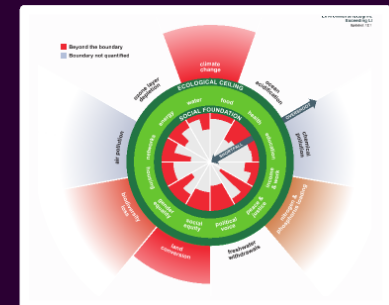 Beyond the boundary
Boundary not quantified
climate
change
ozone layer
depletion
ocean
acidification
ECOLOGICAL CEILING
water
food
energy
health
SOCIAL FOUNDATION
OVERSHOOT
air pollution
networks
SHORTFALL
education
chemical
pollution
housing
income
& work
gender
equality
social
equity
political
voice
peace &
justice
biodiversity
loss
nitrogen &
phosphorus loading
land
conversion
freshwater
withdrawals